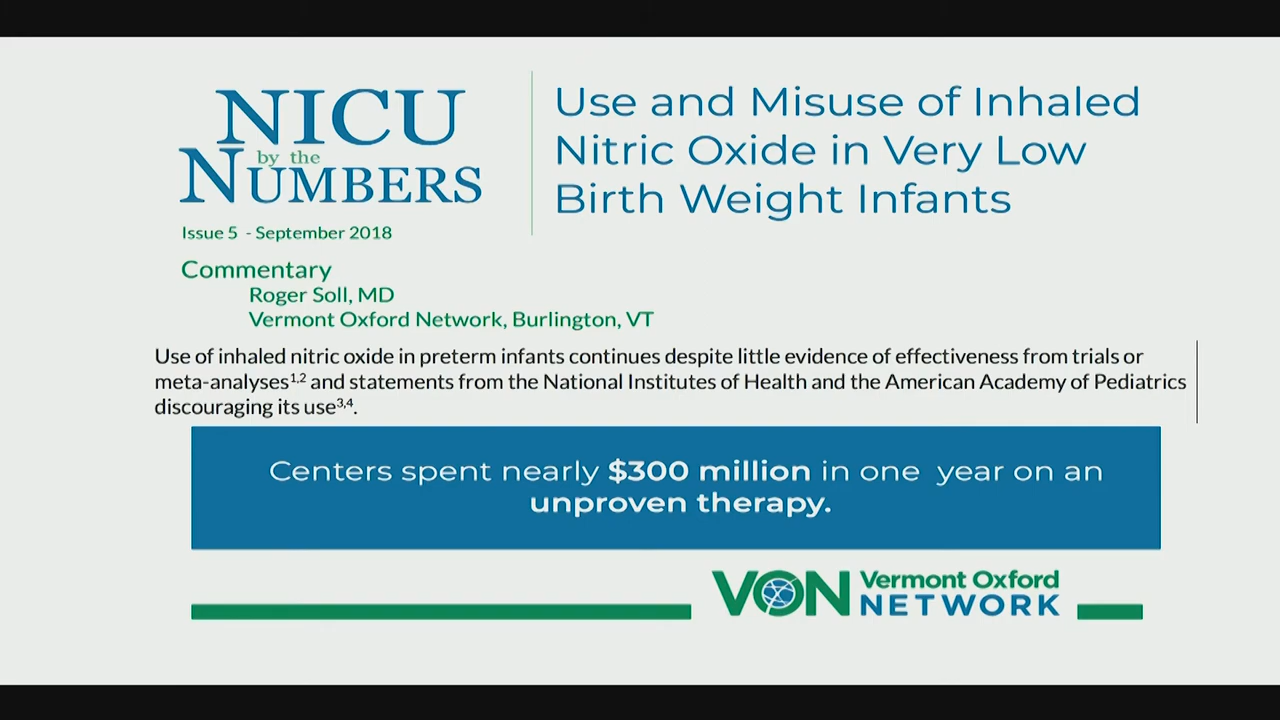 NICU
by the
NUMBERS
Issue 5 - September 2018
Use and Misuse of Inhaled
Nitric Oxide in Very Low
Birth Weight Infants
Commentary
Roger Soll, MD
Vermont Oxford Network, Burlington, VT
Use of inhaled nitric oxide in preterm infants continues despite little evidence of effectiveness from trials or
meta-analyses1,2 and statements from the National Institutes of Health and the American Academy of Pediatrics
discouraging its use3,4.
Centers spent nearly $300 million in one year on an
unproven therapy.
VON Vermont Oxford
NETWORK